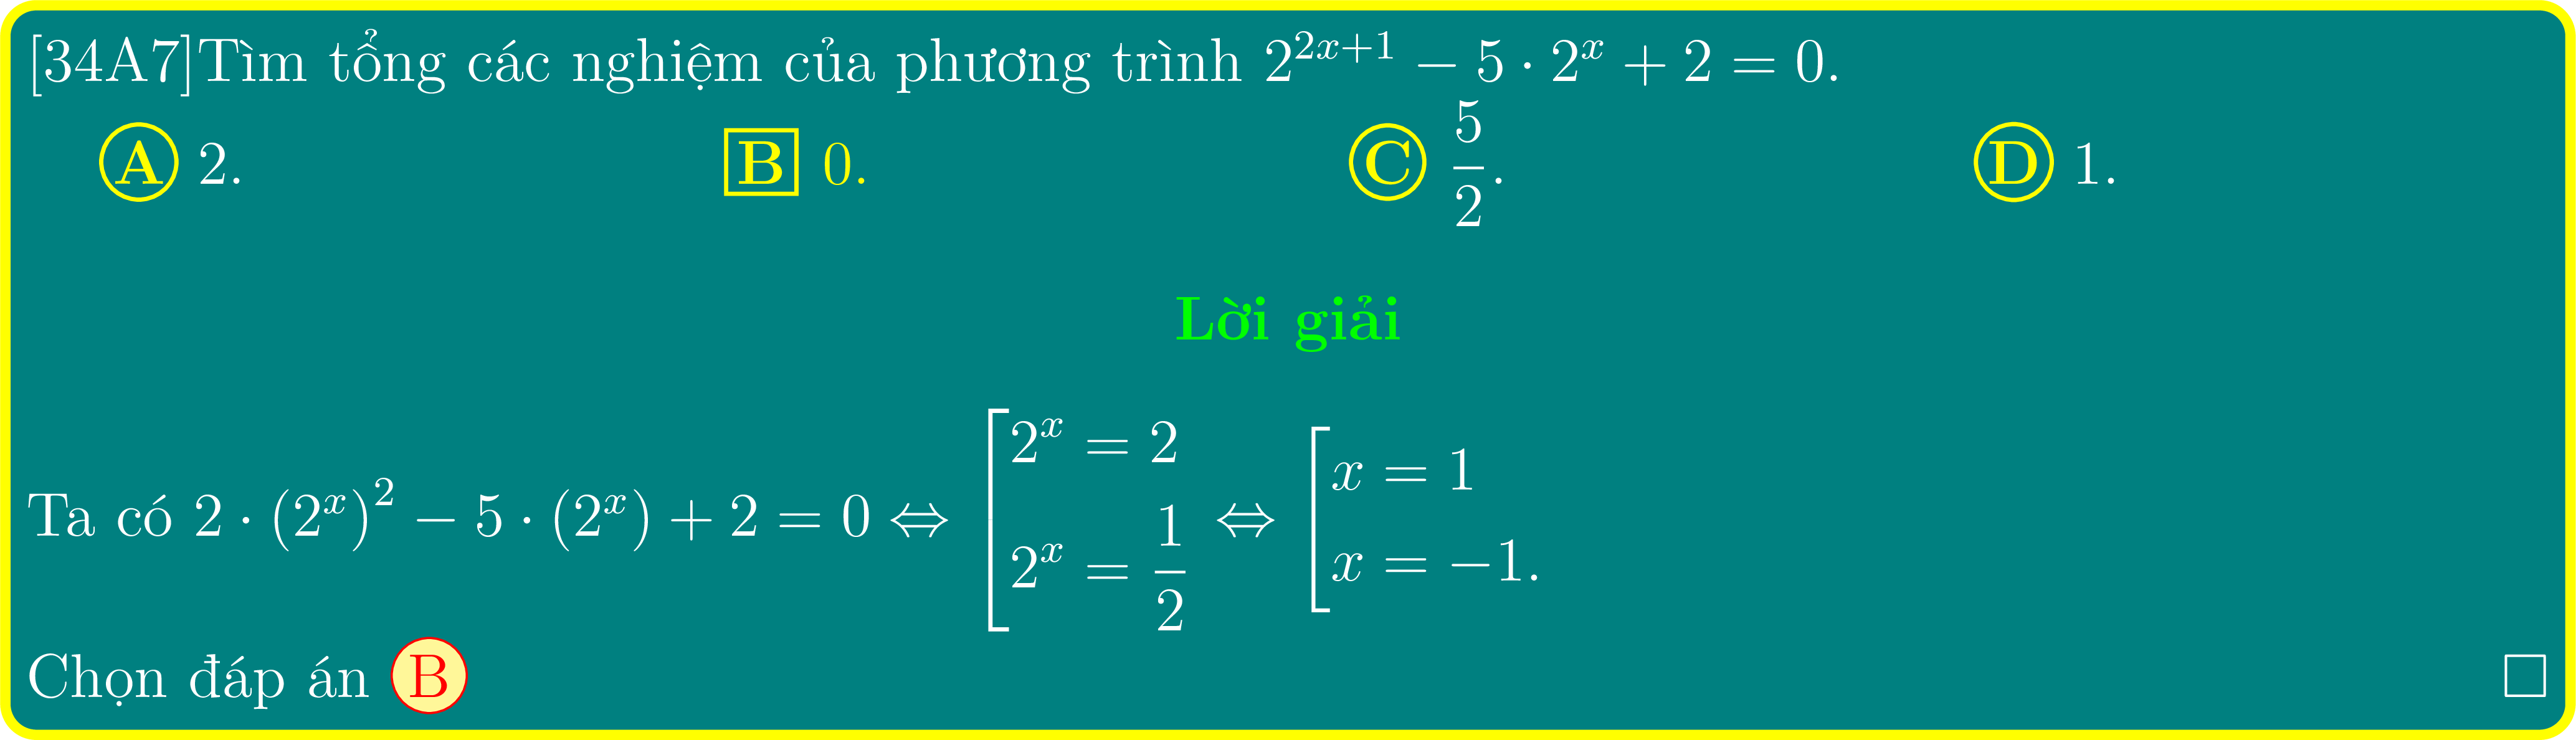 [34A7]Tìm tổng các nghiệm của phương trình $2^{2x+1} - 5 \cdot 2^x + 2 = 0$.
A 2. B 0. C $\dfrac{5}{2}$. D 1.
Lời giải
Ta có $2 \cdot (2^x)^2 - 5 \cdot (2^x) + 2 = 0 \Leftrightarrow \left[\begin{array}{l} 2^x = 2 \\ 2^x = \dfrac{1}{2} \end{array}\right. \Leftrightarrow \left[\begin{array}{l} x = 1 \\ x = -1. \end{array}\right.$
Chọn đáp án B □